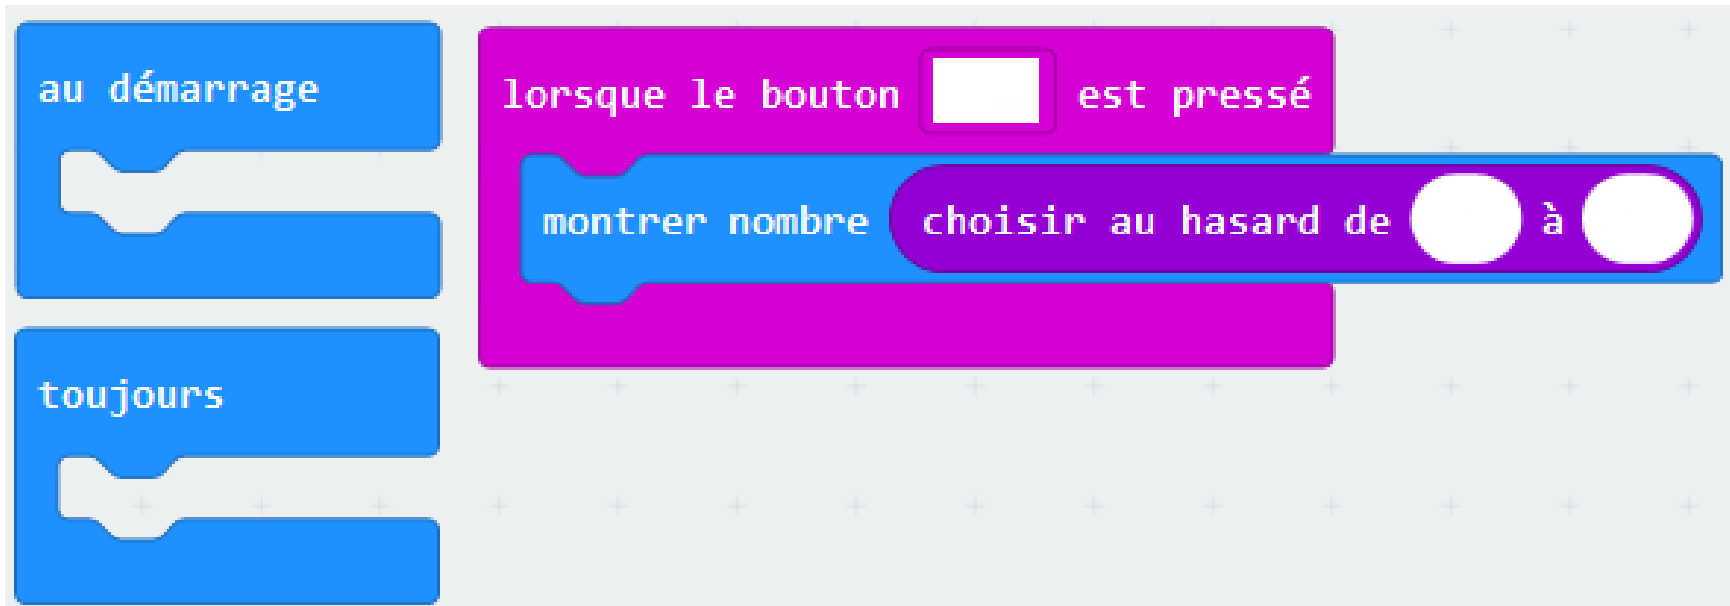 au démarrage
lorsque le bouton est pressé
montrer nombre choisir au hasard de à
toujours